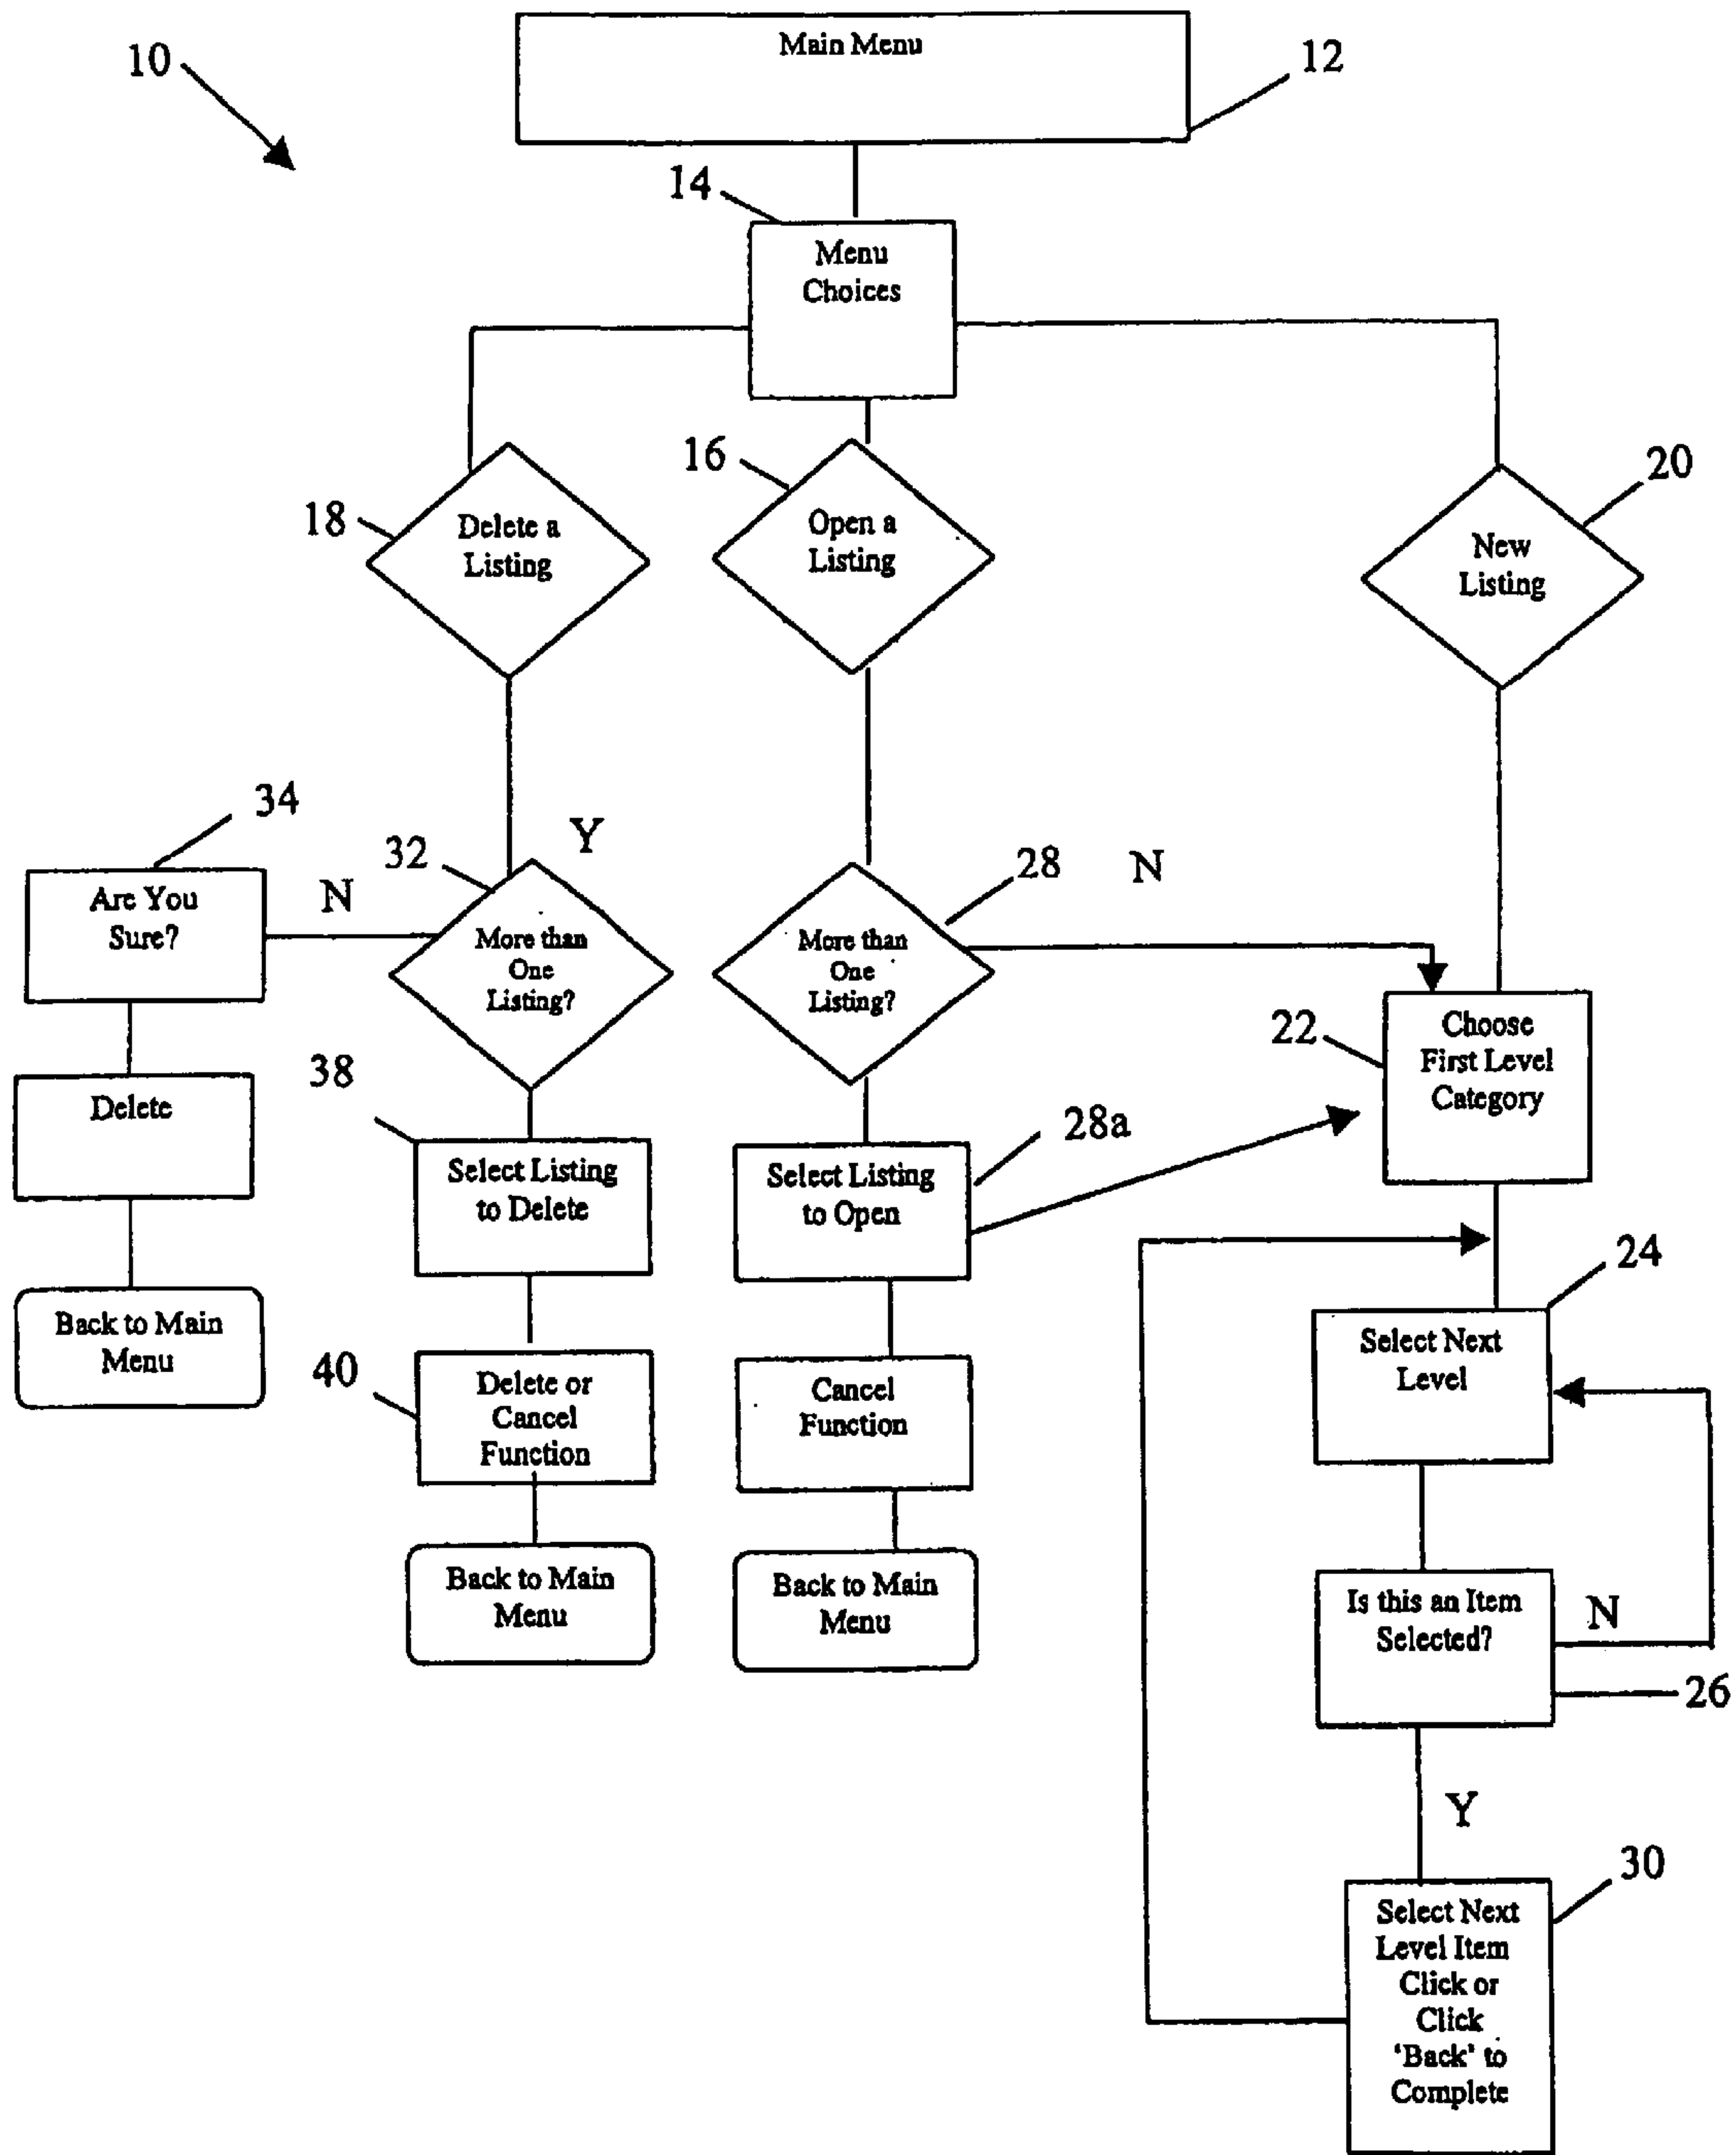 Main Menu
10
12
14
Menu
Choices
16
20
18
Delete a
Listing
Open a
Listing
New
Listing
34
Y
32
28
N
Are You
Sure?
N
More than
One
Listing?
More than
One
Listing?
22
Choose
First Level
Category
38
Delete
28a
Select Listing
to Delete
Select Listing
to Open
24
Back to Main
Menu
Select Next
Level
40
Delete or
Cancel
Function
Cancel
Function
Back to Main
Menu
Back to Main
Menu
Is this an Item
Selected?
N
26
Y
30
Select Next
Level Item
Click or
Click
'Back' to
Complete